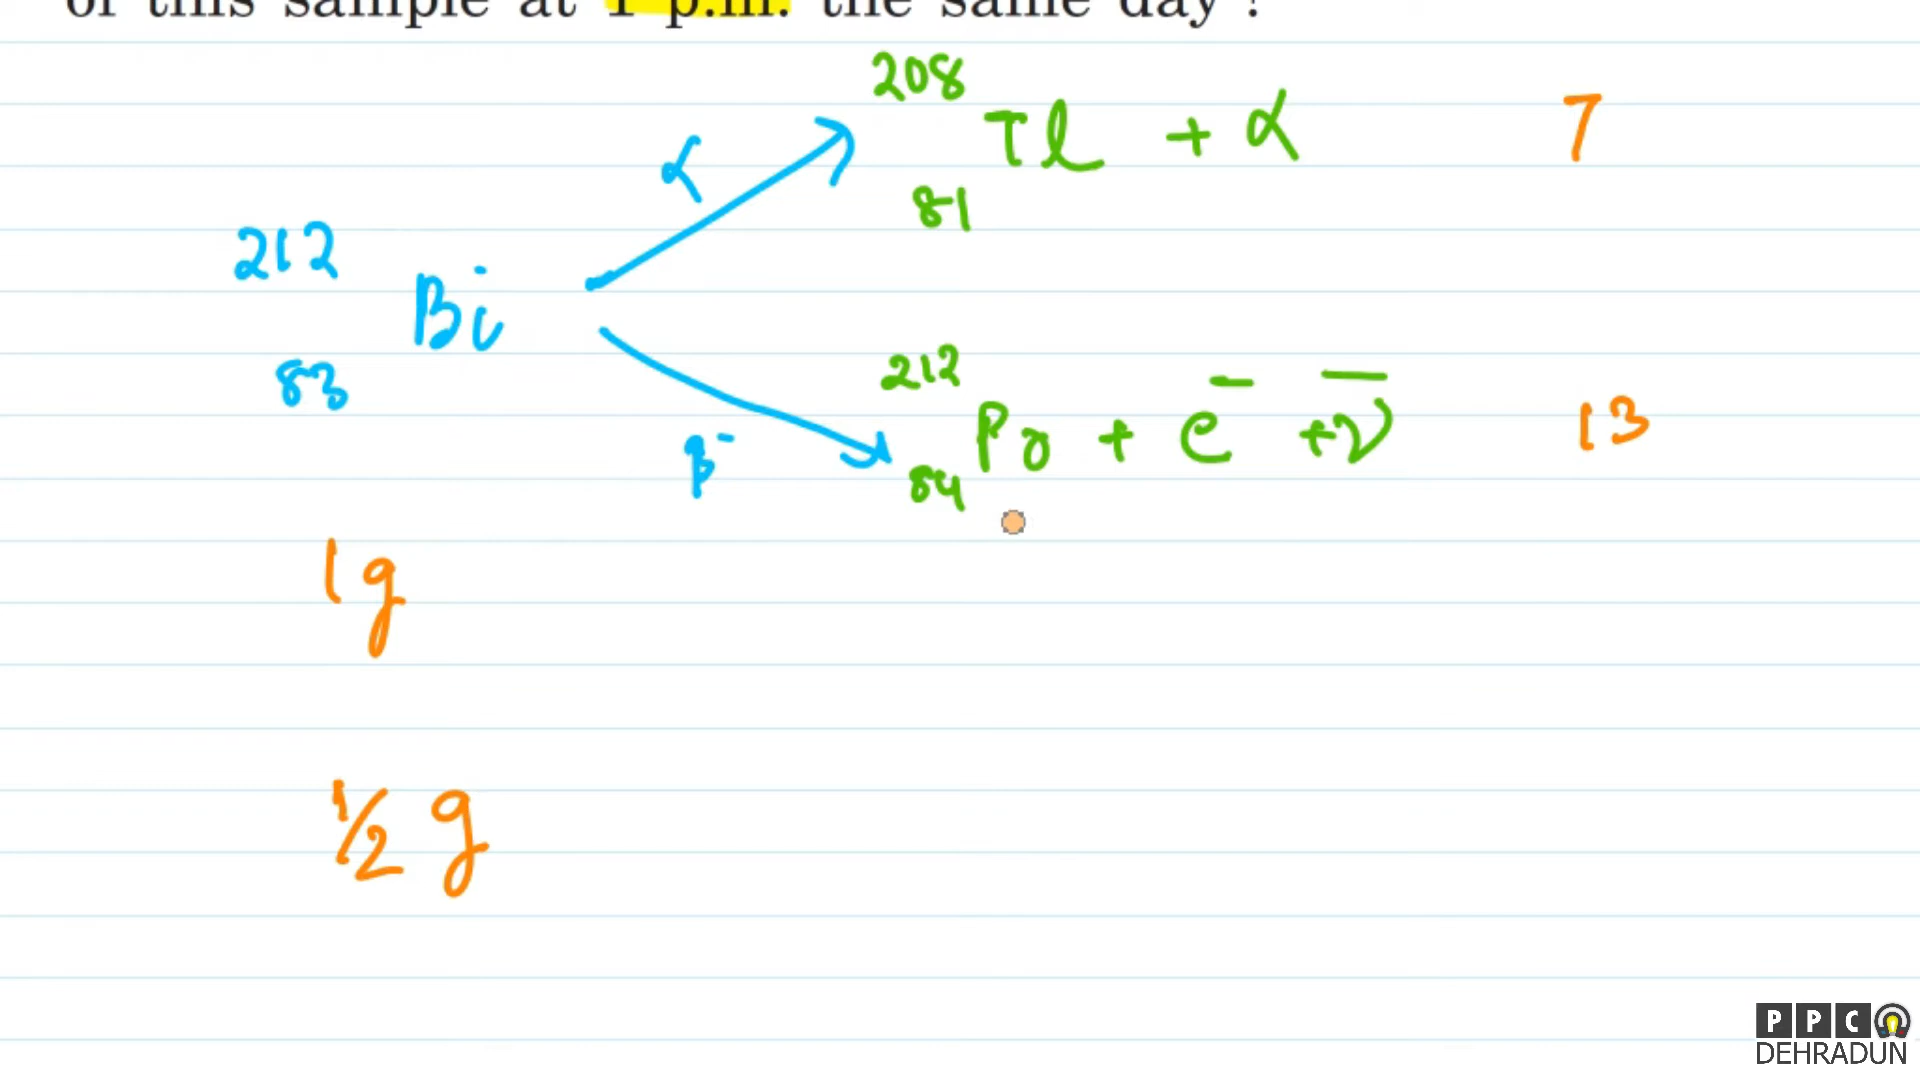 of this sample at 1 p.m. the same day ?
α
208
81 Tl + α
7
212
83 Bi
β⁻
212
84 Po + e⁻ + ν̅
13
1 g
1/2 g
PPC
DEHRADUN